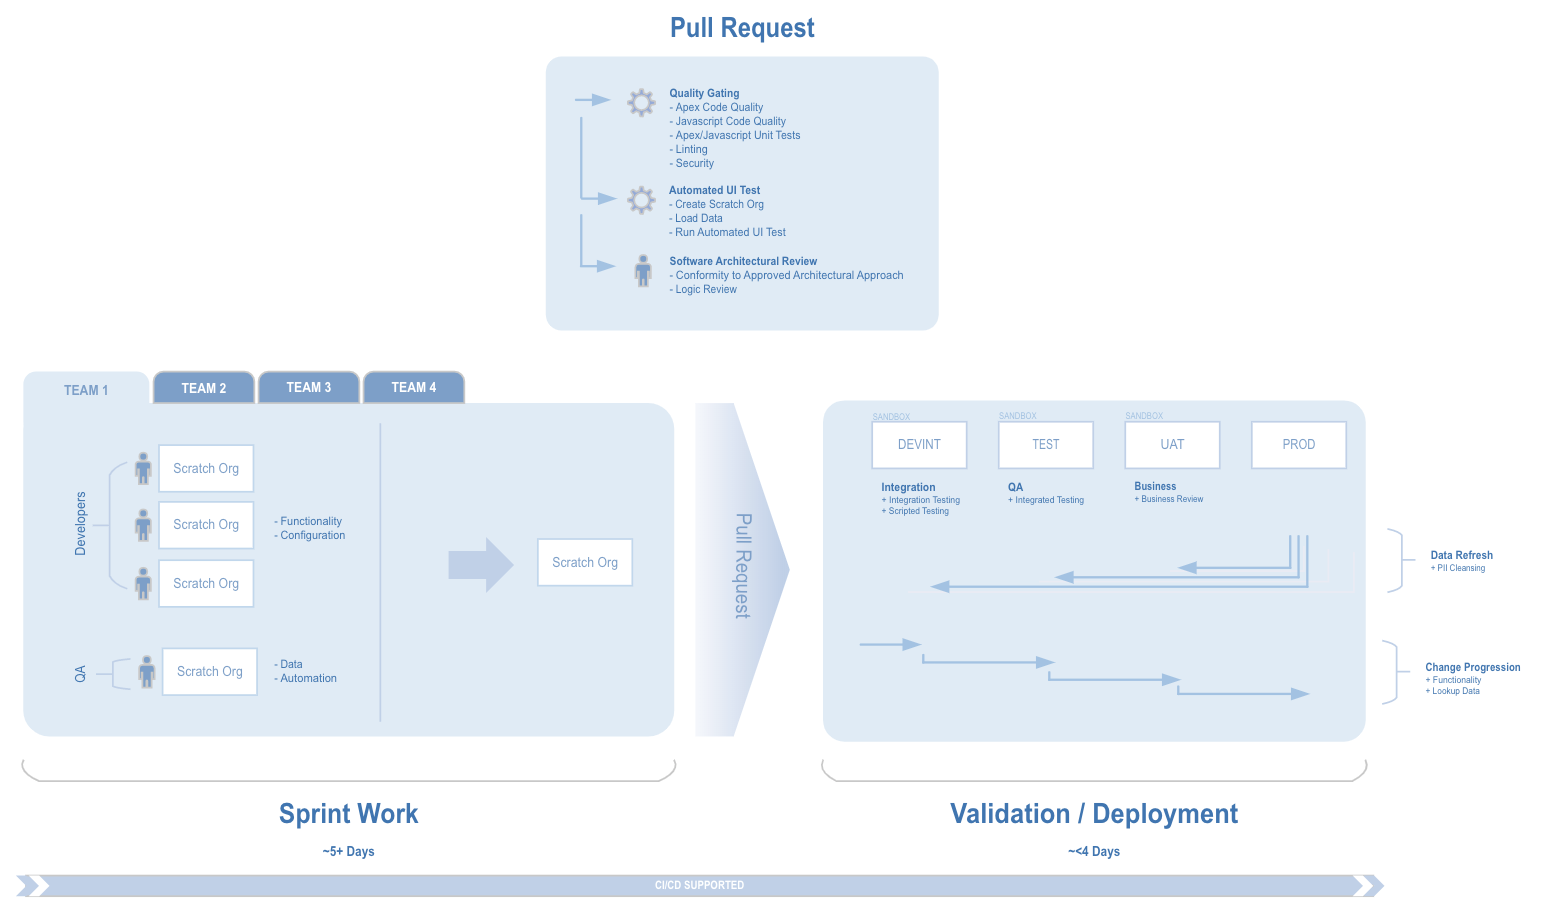 Pull Request
Quality Gating
- Apex Code Quality
- Javascript Code Quality
- Apex/Javascript Unit Tests
- Linting
- Security
Automated UI Test
- Create Scratch Org
- Load Data
- Run Automated UI Test
Software Architectural Review
- Conformity to Approved Architectural Approach
- Logic Review
TEAM 1
TEAM 2
TEAM 3
TEAM 4
Developers
Scratch Org
Scratch Org
Scratch Org
- Functionality
- Configuration
QA
Scratch Org
- Data
- Automation
Scratch Org
Pull Request
SANDBOX
DEVINT
Integration
+ Integration Testing
+ Scripted Testing
SANDBOX
TEST
QA
+ Integrated Testing
SANDBOX
UAT
Business
+ Business Review
PROD
Data Refresh
+ PII Cleansing
Change Progression
+ Functionality
+ Lookup Data
Sprint Work
~5+ Days
Validation / Deployment
~<4 Days
CI/CD SUPPORTED